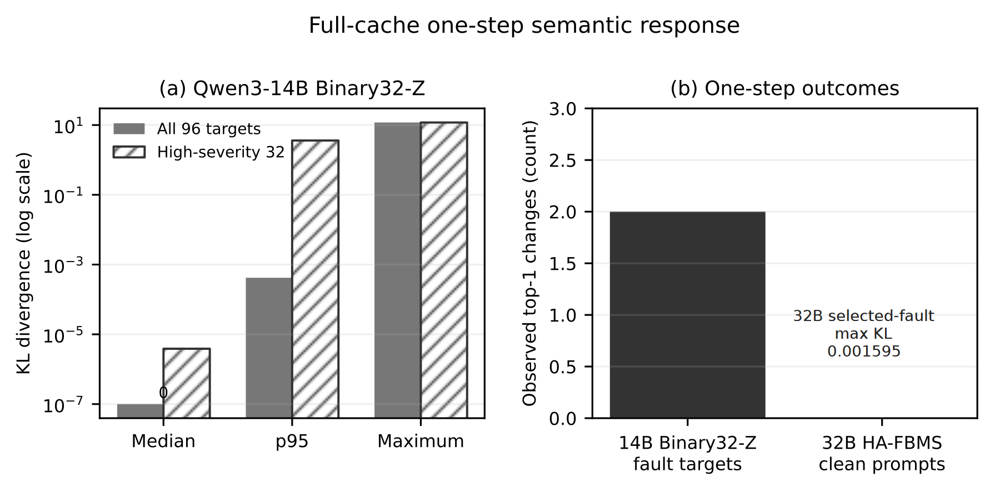 Full-cache one-step semantic response
(a) Qwen3-14B Binary32-Z
KL divergence (log scale)
10¹
10⁻¹
10⁻³
10⁻⁵
10⁻⁷
All 96 targets
High-severity 32
0
Median p95 Maximum
(b) One-step outcomes
Observed top-1 changes (count)
3.0
2.5
2.0
1.5
1.0
0.5
0.0
32B selected-fault
max KL
0.001595
14B Binary32-Z
fault targets
32B HA-FBMS
clean prompts